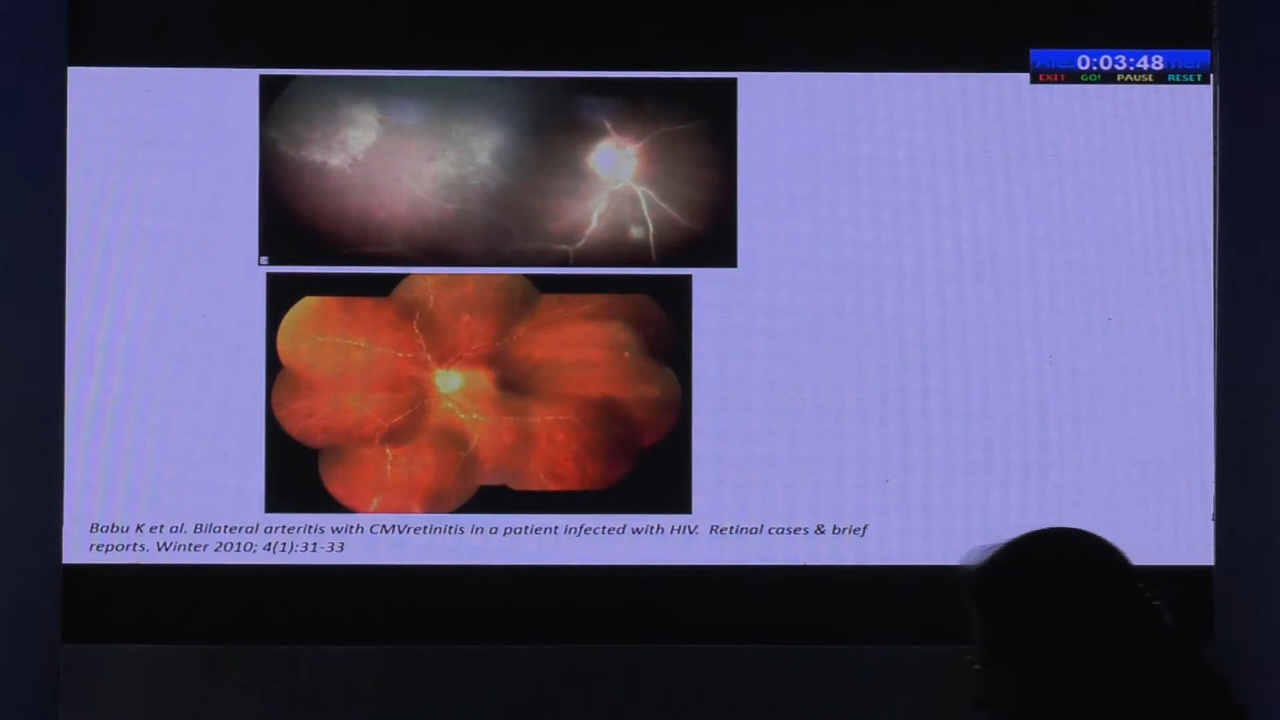 0:03:48
EXIT GO! PAUSE RESET
Babu K et al. Bilateral arteritis with CMVretinitis in a patient infected with HIV. Retinal cases & brief
reports. Winter 2010; 4(1):31-33